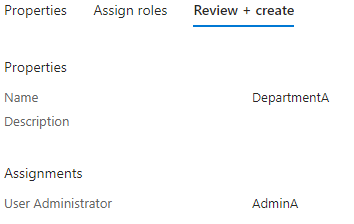 Properties Assign roles Review + create
Properties
Name DepartmentA
Description
Assignments
User Administrator AdminA